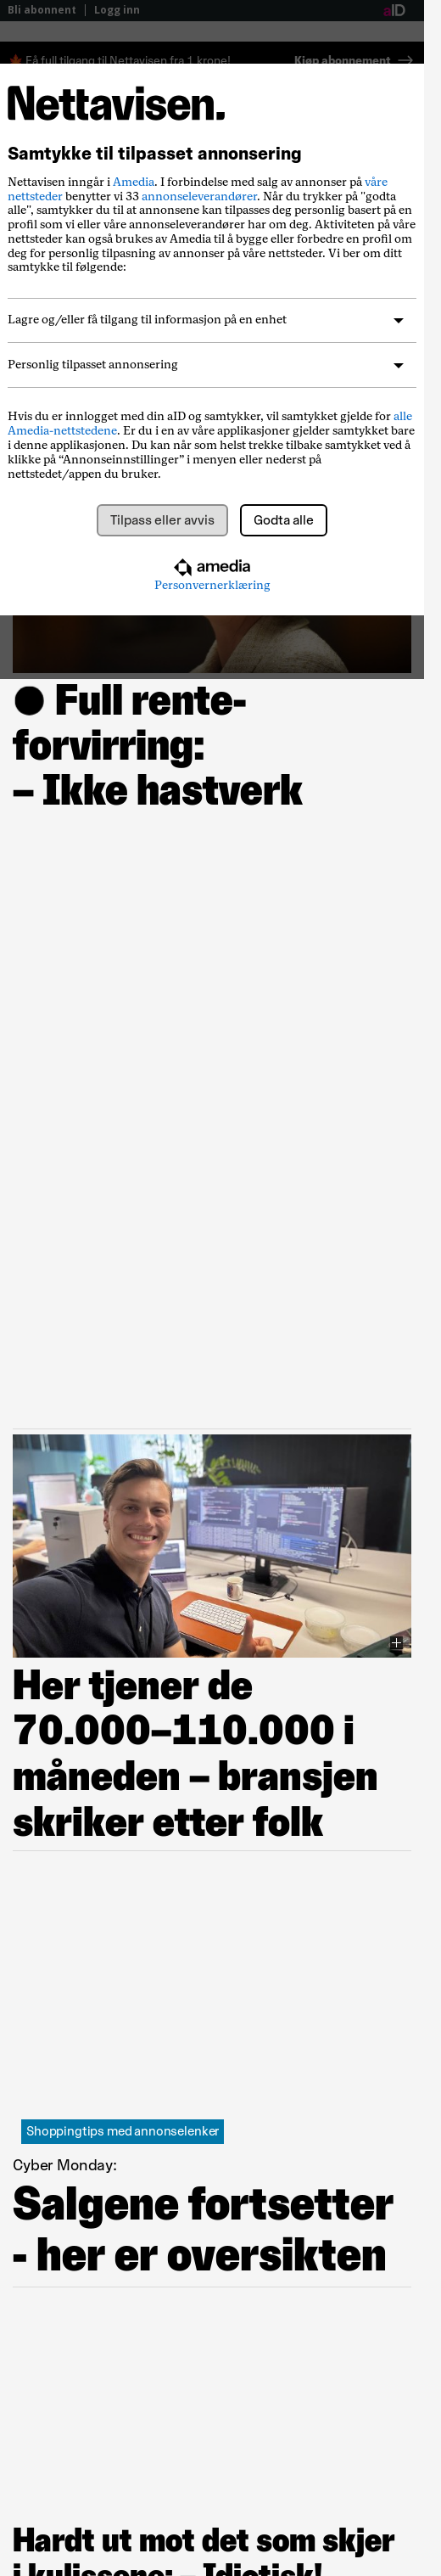 Bli abonnent
Logg inn
aID
Få full tilgang til Nettavisen fra 1 krone!
Kjøp abonnement
Nettavisen.
Samtykke til tilpasset annonsering
Nettavisen inngår i Amedia. I forbindelse med salg av annonser på våre
nettsteder benytter vi 33 annonseleverandører. Når du trykker på "godta
alle", samtykker du til at annonsene kan tilpasses deg personlig basert på en
profil som vi eller våre annonseleverandører har om deg. Aktiviteten på våre
nettsteder kan også brukes av Amedia til å bygge eller forbedre en profil om
deg for personlig tilpasning av annonser på våre nettsteder. Vi ber om ditt
samtykke til følgende:
Lagre og/eller få tilgang til informasjon på en enhet
Personlig tilpasset annonsering
Hvis du er innlogget med din aID og samtykker, vil samtykket gjelde for alle
Amedia-nettstedene. Er du i en av våre applikasjoner gjelder samtykket bare
i denne applikasjonen. Du kan når som helst trekke tilbake samtykket ved å
klikke på “Annonseinnstillinger” i menyen eller nederst på
nettstedet/appen du bruker.
Tilpass eller avvis
Godta alle
amedia
Personvernerklæring
● Full rente-
forvirring:
– Ikke hastverk
Her tjener de
70.000–110.000 i
måneden – bransjen
skriker etter folk
Shoppingtips med annonselenker
Cyber Monday:
Salgene fortsetter
- her er oversikten
Hardt ut mot det som skjer
i kulissene: – Idiotisk!